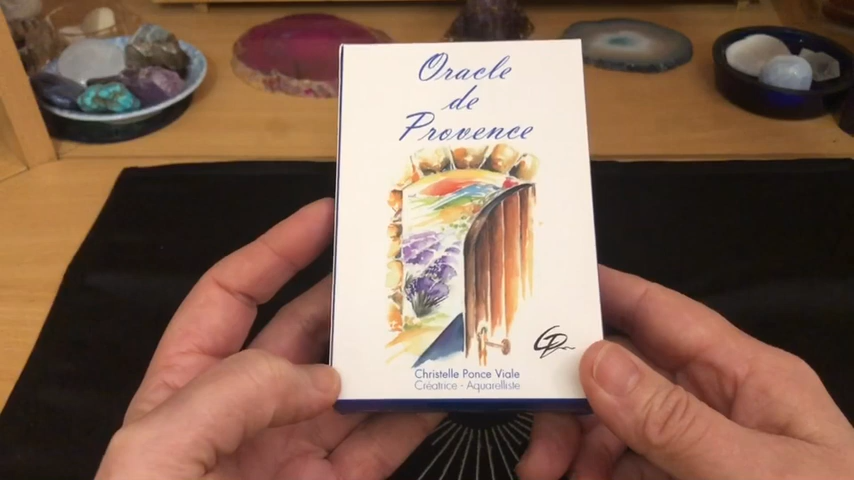 Oracle
de
Provence
Christelle Ponce Viale
Créatrice - Aquarelliste